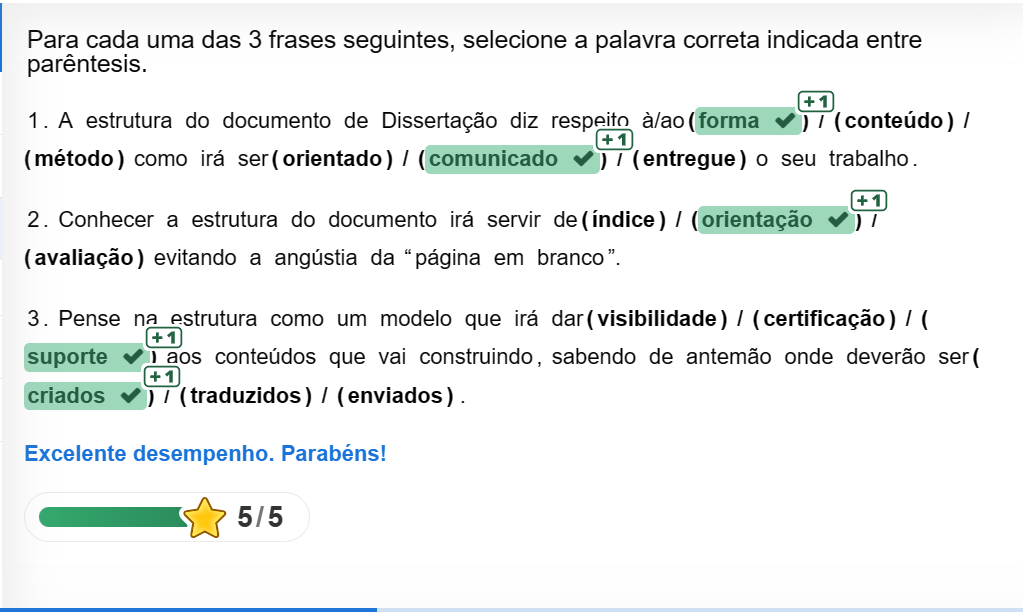 Para cada uma das 3 frases seguintes, selecione a palavra correta indicada entre
parêntesis.
1. A estrutura do documento de Dissertação diz respeito à/ao (forma ✔) +1 / (conteúdo) /
(método) como irá ser (orientado) / (comunicado ✔) +1 / (entregue) o seu trabalho.
2. Conhecer a estrutura do documento irá servir de (índice) / (orientação ✔) +1 /
(avaliação) evitando a angústia da “página em branco”.
3. Pense na estrutura como um modelo que irá dar (visibilidade) / (certificação) / (
suporte ✔) +1 aos conteúdos que vai construindo, sabendo de antemão onde deverão ser (
criados ✔) +1 / (traduzidos) / (enviados).
Excelente desempenho. Parabéns!
5/5